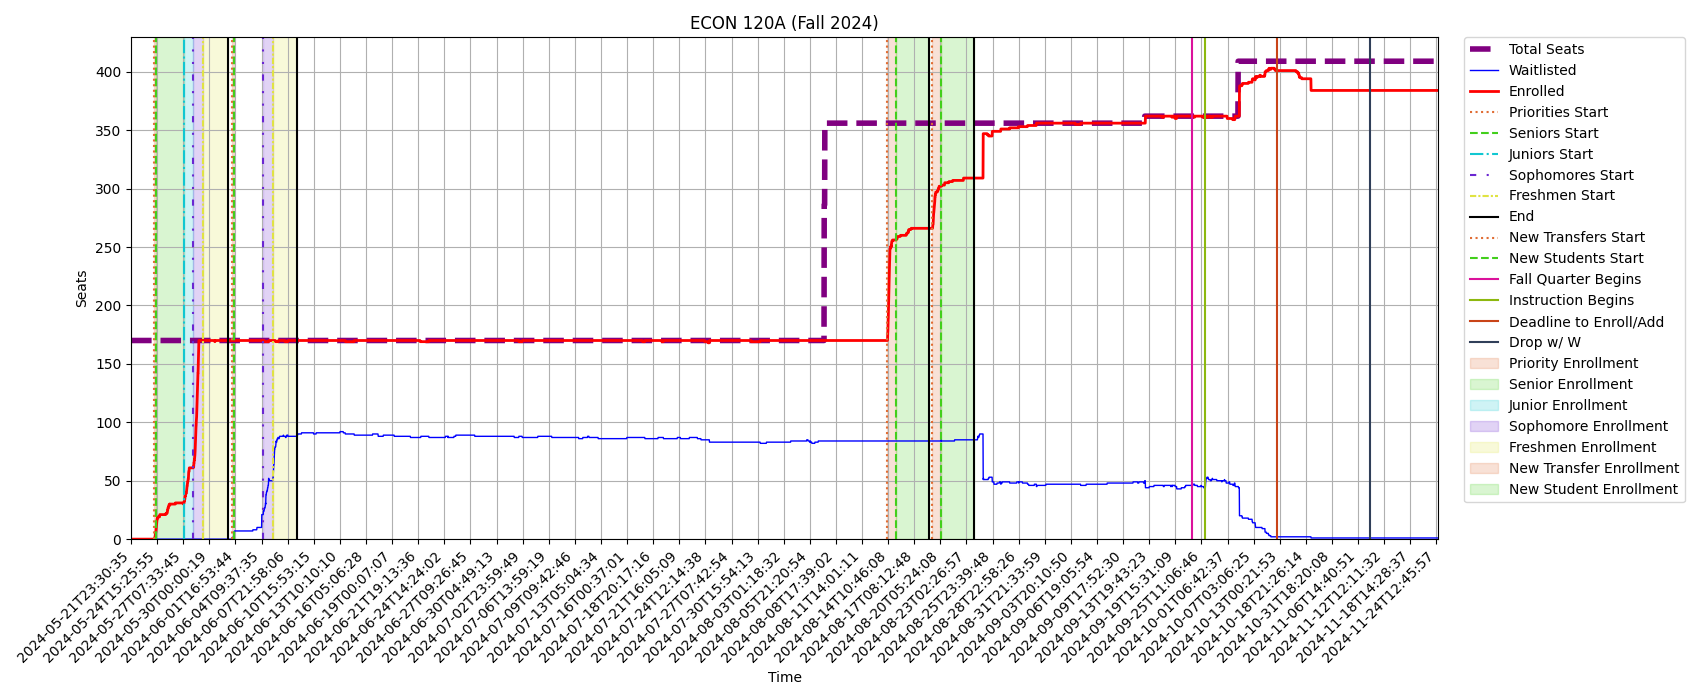 ECON 120A (Fall 2024)
Seats
400
350
300
250
200
150
100
50
0
2024-05-21T23:30:35
2024-05-24T15:25:55
2024-05-27T07:33:45
2024-05-30T00:00:19
2024-06-01T16:53:44
2024-06-04T09:37:35
2024-06-07T21:58:06
2024-06-10T15:53:15
2024-06-13T10:10:10
2024-06-16T05:06:28
2024-06-19T00:07:07
2024-06-21T19:13:36
2024-06-24T14:24:02
2024-06-27T09:26:45
2024-06-30T04:49:13
2024-07-02T23:59:49
2024-07-06T13:59:19
2024-07-09T09:42:46
2024-07-13T05:04:34
2024-07-16T00:37:01
2024-07-18T20:17:16
2024-07-21T16:05:09
2024-07-24T12:14:38
2024-07-27T07:42:54
2024-07-30T15:54:13
2024-08-03T01:18:32
2024-08-05T21:20:54
2024-08-08T17:39:02
2024-08-11T14:01:11
2024-08-14T10:46:08
2024-08-17T08:12:48
2024-08-20T05:24:08
2024-08-23T02:26:57
2024-08-25T23:39:48
2024-08-28T22:58:26
2024-08-31T21:33:59
2024-09-03T20:10:50
2024-09-06T19:05:54
2024-09-09T17:52:30
2024-09-13T19:43:23
2024-09-19T15:31:09
2024-09-25T11:06:46
2024-10-01T06:42:37
2024-10-07T03:06:25
2024-10-13T00:21:53
2024-10-18T21:26:14
2024-10-31T18:20:08
2024-11-06T14:40:51
2024-11-12T12:11:32
2024-11-18T14:28:37
2024-11-24T12:45:57
Time
Total Seats
Waitlisted
Enrolled
Priorities Start
Seniors Start
Juniors Start
Sophomores Start
Freshmen Start
End
New Transfers Start
New Students Start
Fall Quarter Begins
Instruction Begins
Deadline to Enroll/Add
Drop w/ W
Priority Enrollment
Senior Enrollment
Junior Enrollment
Sophomore Enrollment
Freshmen Enrollment
New Transfer Enrollment
New Student Enrollment